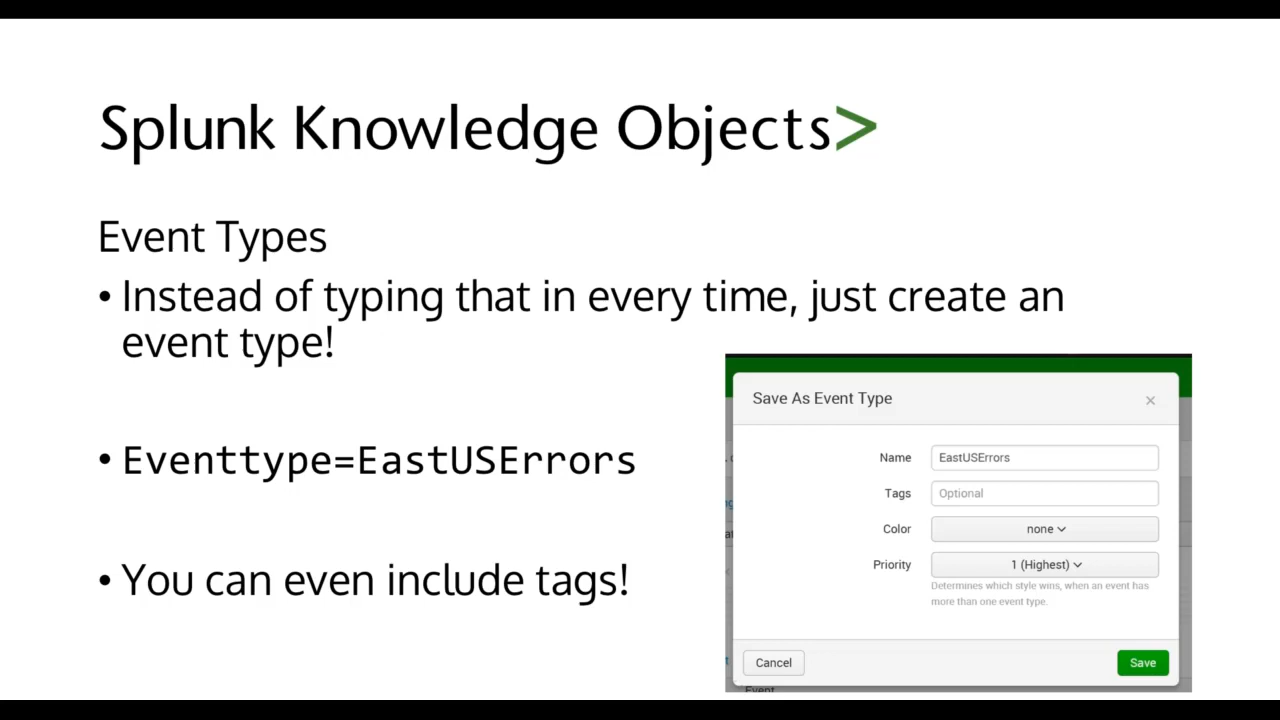 Splunk Knowledge Objects>
Event Types
• Instead of typing that in every time, just create an
event type!
• Eventtype=EastUSErrors
• You can even include tags!
Save As Event Type ×
Name EastUSErrors
Tags Optional
Color none
Priority 1 (Highest)
Determines which style wins, when an event has
more than one event type.
Cancel Save
Event